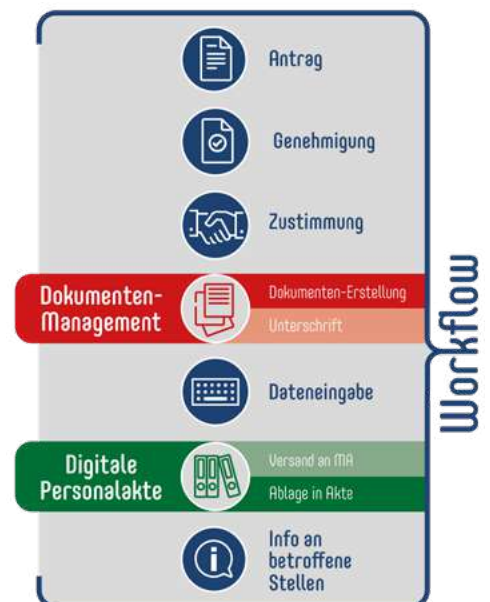 Antrag
Genehmigung
Zustimmung
Dokumenten-
Management
Dokumenten-Erstellung
Unterschrift
Dateneingabe
Digitale
Personalakte
Versand an MA
Ablage in Akte
Info an
betroffene
Stellen
Workflow